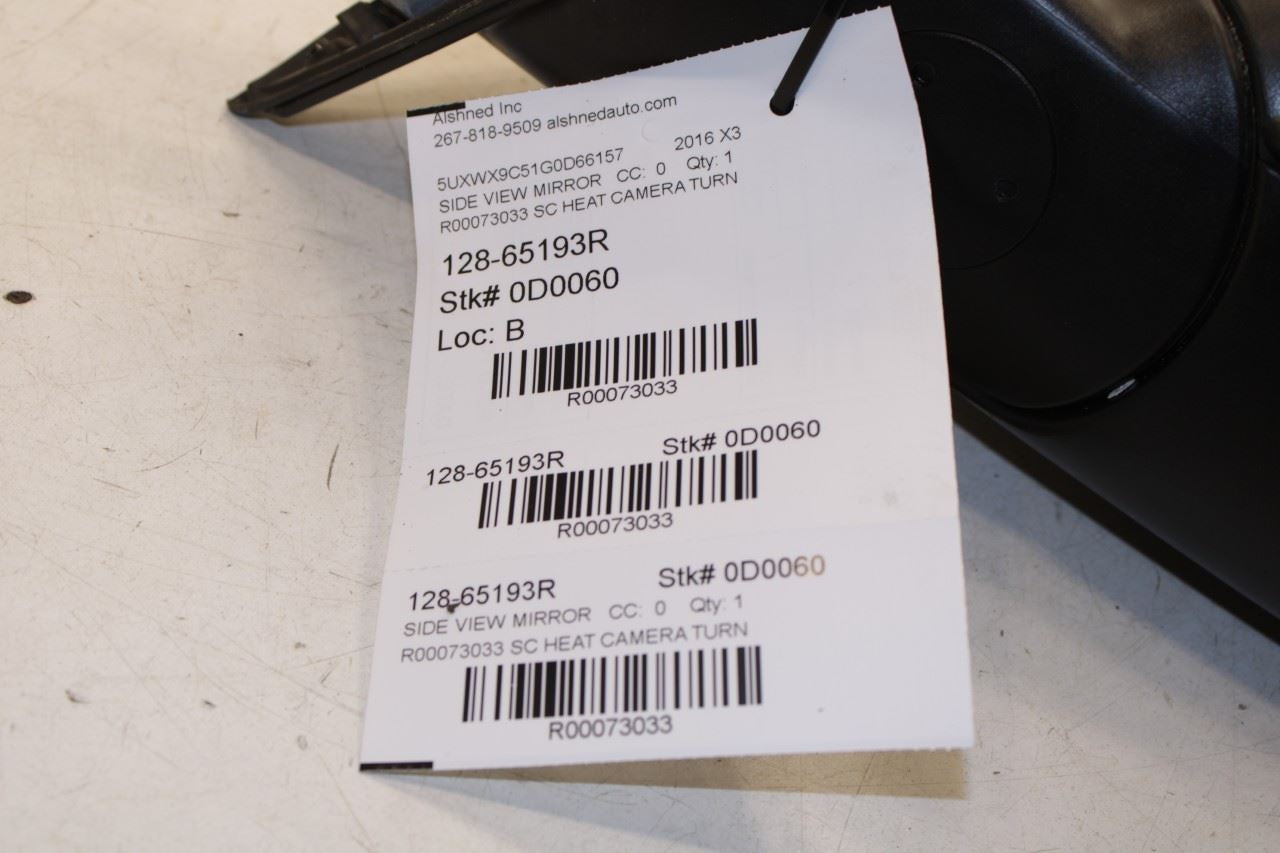 Alshned Inc
267-818-9509 alshnedauto.com
5UXWX9C51G0D66157 2016 X3
SIDE VIEW MIRROR CC: 0 Qty: 1
R00073033 SC HEAT CAMERA TURN
128-65193R
Stk# 0D0060
Loc: B
R00073033
128-65193R Stk# 0D0060
R00073033
128-65193R Stk# 0D0060
SIDE VIEW MIRROR CC: 0 Qty: 1
R00073033 SC HEAT CAMERA TURN
R00073033